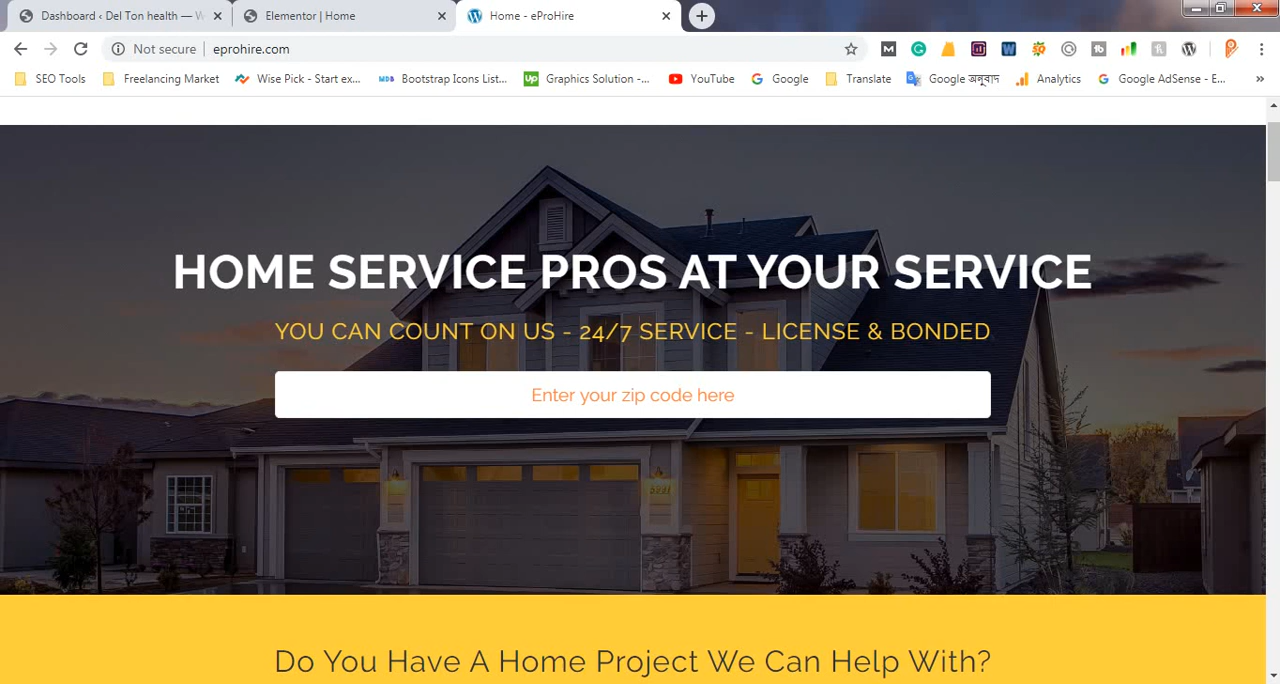 Dashboard ‹ Del Ton health — W
Elementor | Home
Home - eProHire
Not secure | eprohire.com
SEO Tools
Freelancing Market
Wise Pick - Start ex...
MDB Bootstrap Icons List...
Up Graphics Solution -...
YouTube
G Google
Translate
Google অনুবাদ
Analytics
G Google AdSense - E...
»
HOME SERVICE PROS AT YOUR SERVICE
YOU CAN COUNT ON US - 24/7 SERVICE - LICENSE & BONDED
Enter your zip code here
Do You Have A Home Project We Can Help With?